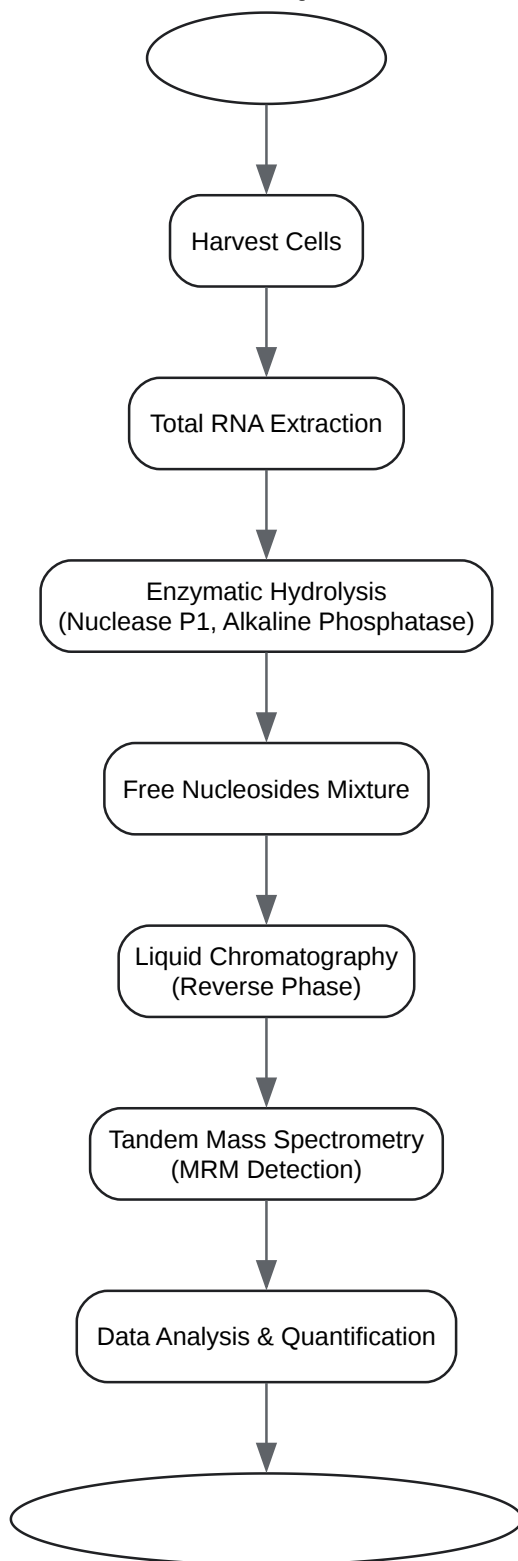 Harvest Cells
Total RNA Extraction
Enzymatic Hydrolysis
(Nuclease P1, Alkaline Phosphatase)
Free Nucleosides Mixture
Liquid Chromatography
(Reverse Phase)
Tandem Mass Spectrometry
(MRM Detection)
Data Analysis & Quantification